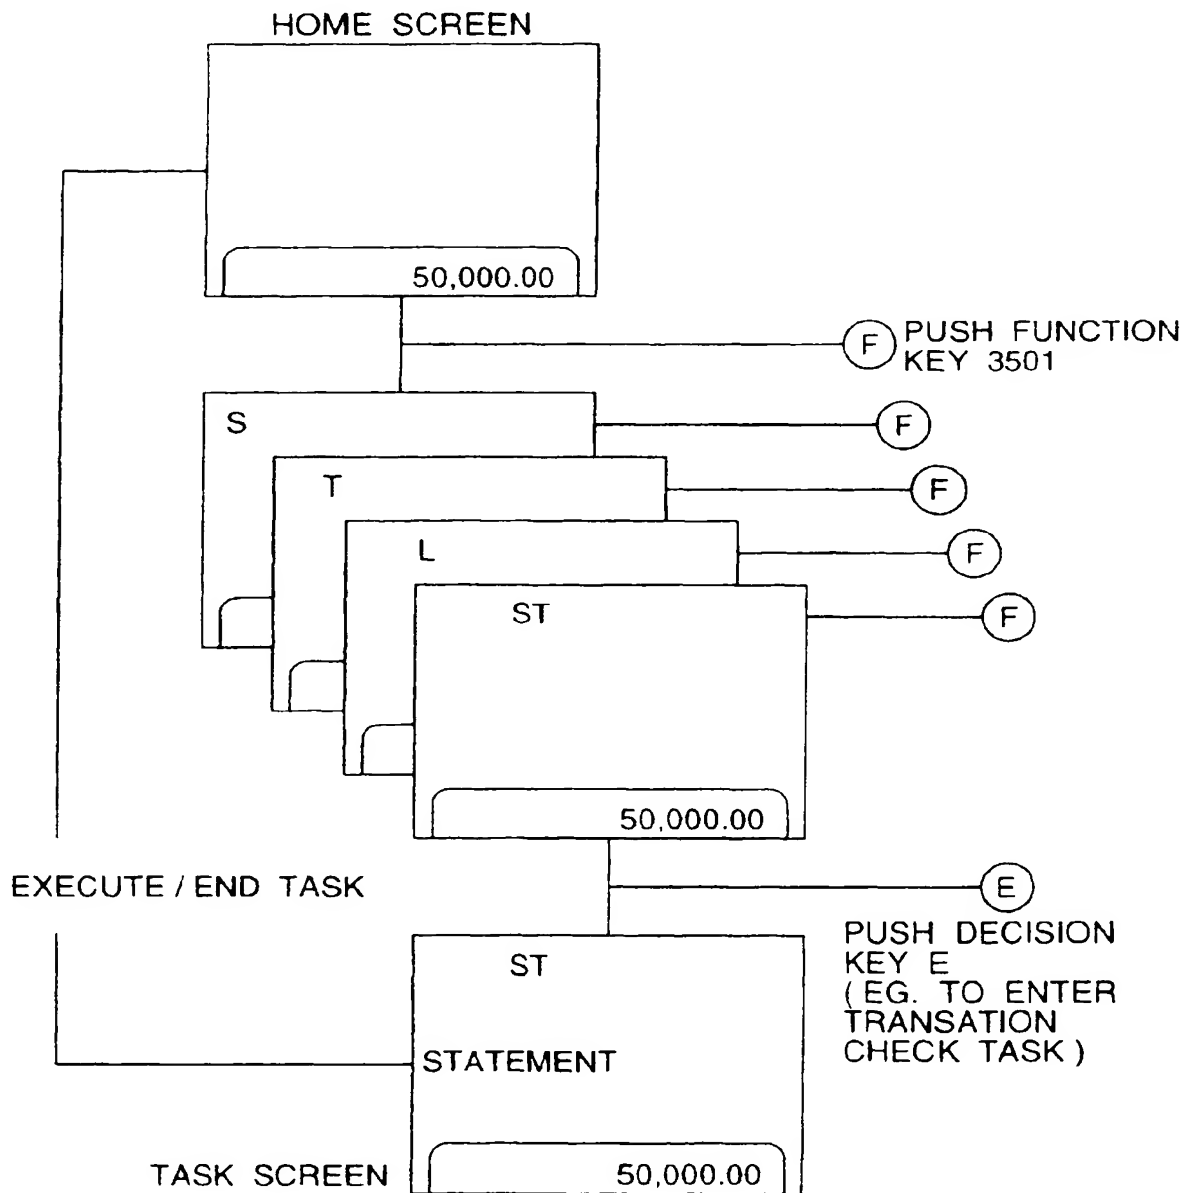 HOME SCREEN
50,000.00
F PUSH FUNCTION
KEY 3501
S
F
T
F
L
F
ST
F
50,000.00
EXECUTE / END TASK
E
PUSH DECISION
KEY E
( EG. TO ENTER
TRANSATION
CHECK TASK )
ST
STATEMENT
TASK SCREEN
50,000.00